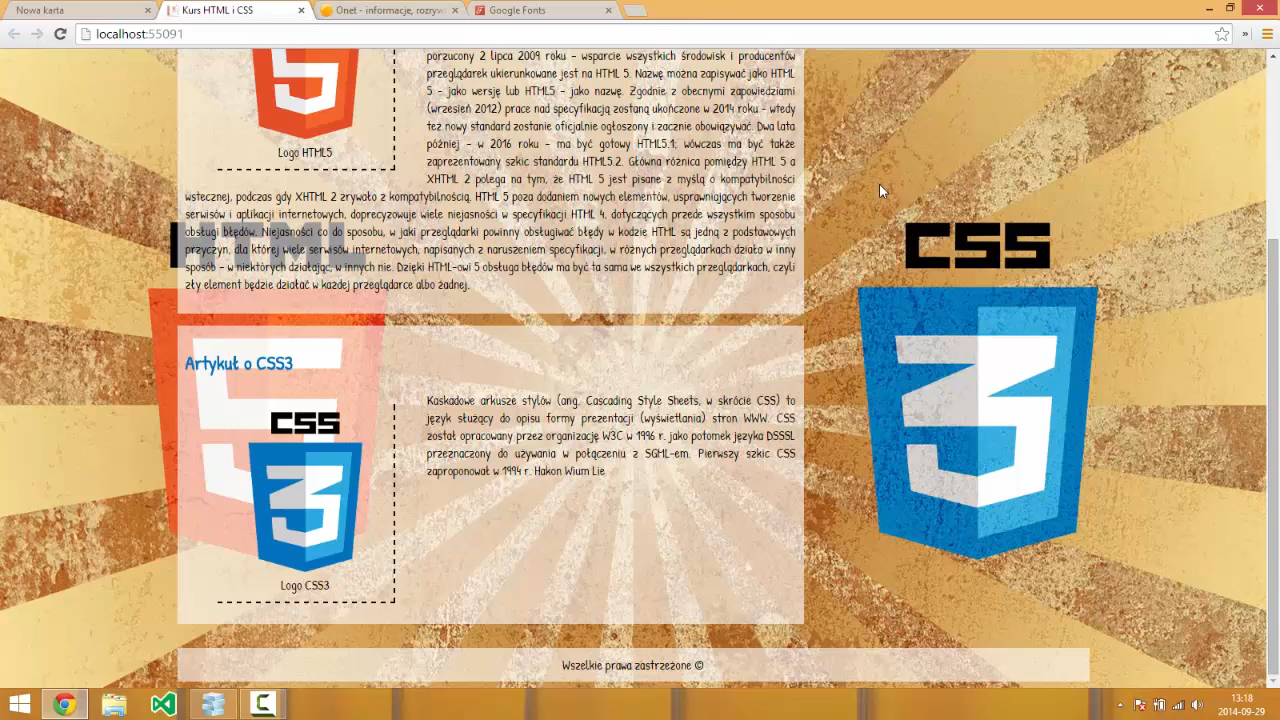 Nowa karta
Kurs HTML i CSS
Onet - informacje, rozryw
Google Fonts
localhost:55091
porzucony 2 lipca 2009 roku - wsparcie wszystkich środowisk i producentów
przeglądarek ukierunkowane jest na HTML 5. Nazwę można zapisywać jako HTML
5 - jako wersję lub HTML5 - jako nazwę. Zgodnie z obecnymi zapowiedziami
(wrzesień 2012) prace nad specyfikacją zostaną ukończone w 2014 roku - wtedy
też nowy standard zostanie oficjalnie ogłoszony i zacznie obowiązywać. Dwa lata
później - w 2016 roku - ma być gotowy HTML5.1; wówczas ma być także
zaprezentowany szkic standardu HTML5.2. Główna różnica pomiędzy HTML 5 a
XHTML 2 polega na tym, że HTML 5 jest pisane z myślą o kompatybilności
Logo HTML5
wstecznej, podczas gdy XHTML 2 zrywało z kompatybilnością. HTML 5 poza dodaniem nowych elementów, usprawniających tworzenie
serwisów i aplikacji internetowych, doprecyzowuje wiele niejasności w specyfikacji HTML 4, dotyczących przede wszystkim sposobu
obsługi błędów. Niejasności co do sposobu, w jaki przeglądarki powinny obsługiwać błędy w kodzie HTML są jedną z podstawowych
przyczyn, dla której wiele serwisów internetowych, napisanych z naruszeniem specyfikacji, w różnych przeglądarkach działa w inny
sposób - w niektórych działając, w innych nie. Dzięki HTML-owi 5 obsługa błędów ma być ta sama we wszystkich przeglądarkach, czyli
zły element będzie działać w każdej przeglądarce albo żadnej.
CSS
Artykuł o CSS3
CSS
Kaskadowe arkusze stylów (ang. Cascading Style Sheets, w skrócie CSS) to
język służący do opisu formy prezentacji (wyświetlania) stron WWW. CSS
został opracowany przez organizację W3C w 1996 r. jako potomek języka DSSSL
przeznaczony do używania w połączeniu z SGML-em. Pierwszy szkic CSS
zaproponował w 1994 r. Hakon Wium Lie
Logo CSS3
Wszelkie prawa zastrzeżone ©
13:18
2014-09-29